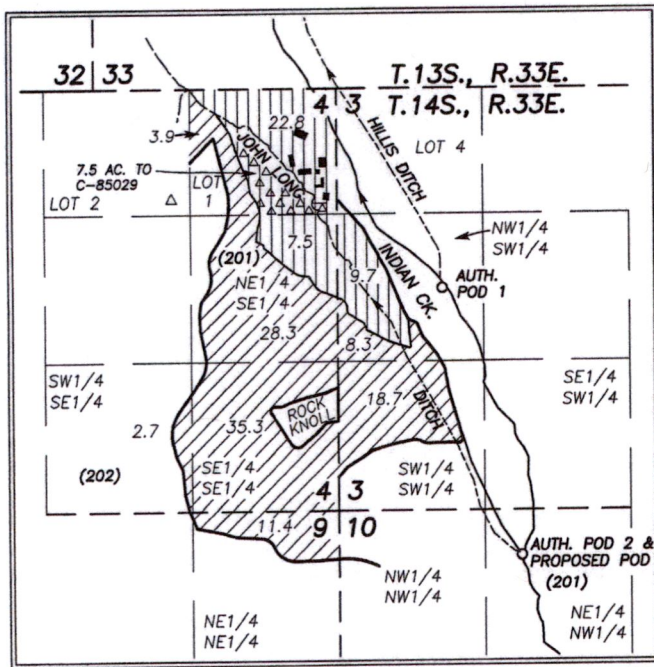 32 33
T.13S., R.33E.
4 3
T.14S., R.33E.
3.9
22.8
HILLIS DITCH
LOT 4
JOHN LONG
7.5 AC. TO
C-85029
LOT 2
LOT
1
NW1/4
SW1/4
7.5
(201)
9.7
INDIAN CK.
AUTH.
POD 1
NE1/4
SE1/4
28.3
8.3
SW1/4
SE1/4
SE1/4
SW1/4
ROCK
KNOLL
18.7
DITCH
2.7
35.3
(202)
SE1/4
SE1/4
SW1/4
SW1/4
4 3
9 10
11.4
AUTH. POD 2 &
PROPOSED POD
(201)
NW1/4
NW1/4
NE1/4
NE1/4
NE1/4
NW1/4